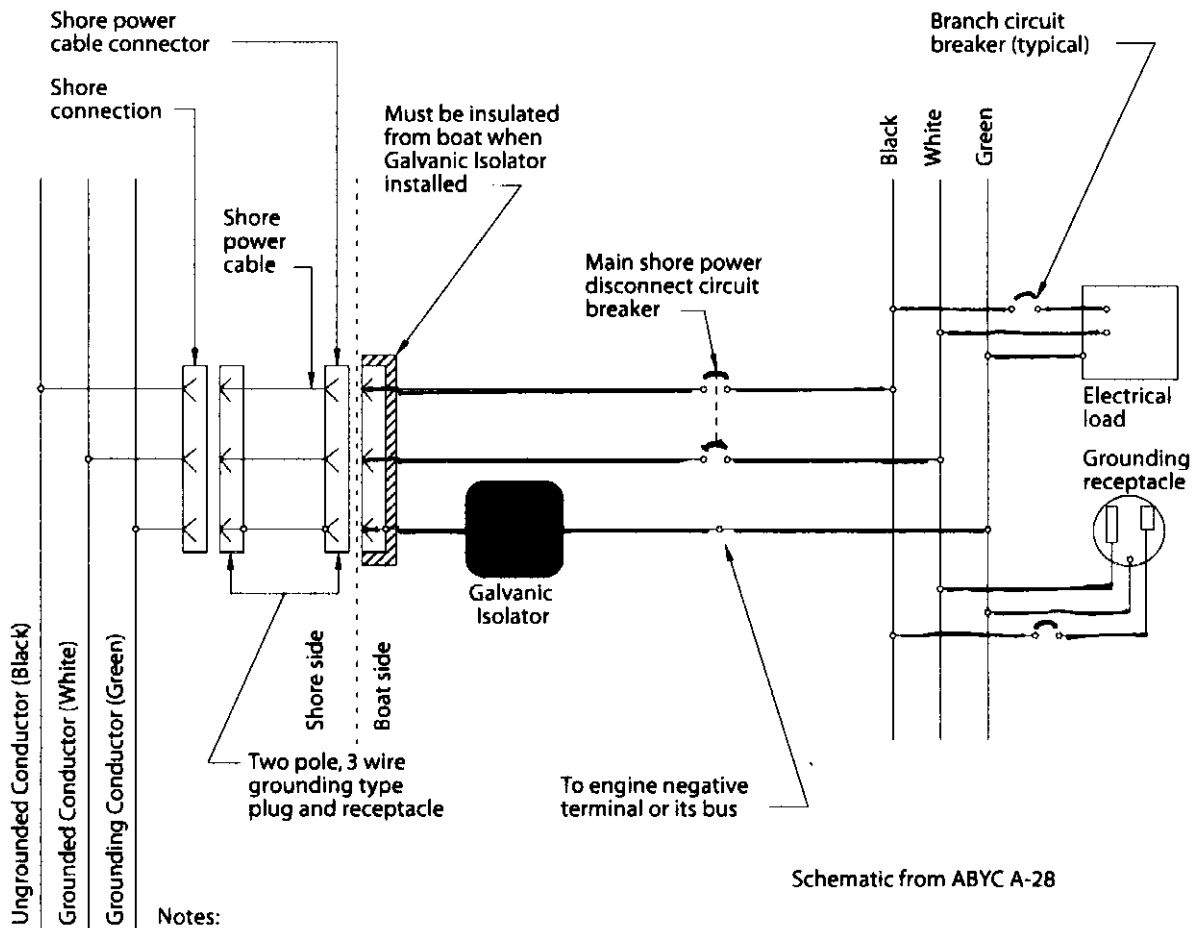 Shore power
cable connector
Shore
connection
Branch circuit
breaker (typical)
Must be insulated
from boat when
Galvanic Isolator
installed
Black
White
Green
Shore
power
cable
Main shore power
disconnect circuit
breaker
Electrical
load
Grounding
receptacle
Galvanic
Isolator
Ungrounded Conductor (Black)
Grounded Conductor (White)
Grounding Conductor (Green)
Shore side
Boat side
Two pole, 3 wire
grounding type
plug and receptacle
To engine negative
terminal or its bus
Schematic from ABYC A-28
Notes: